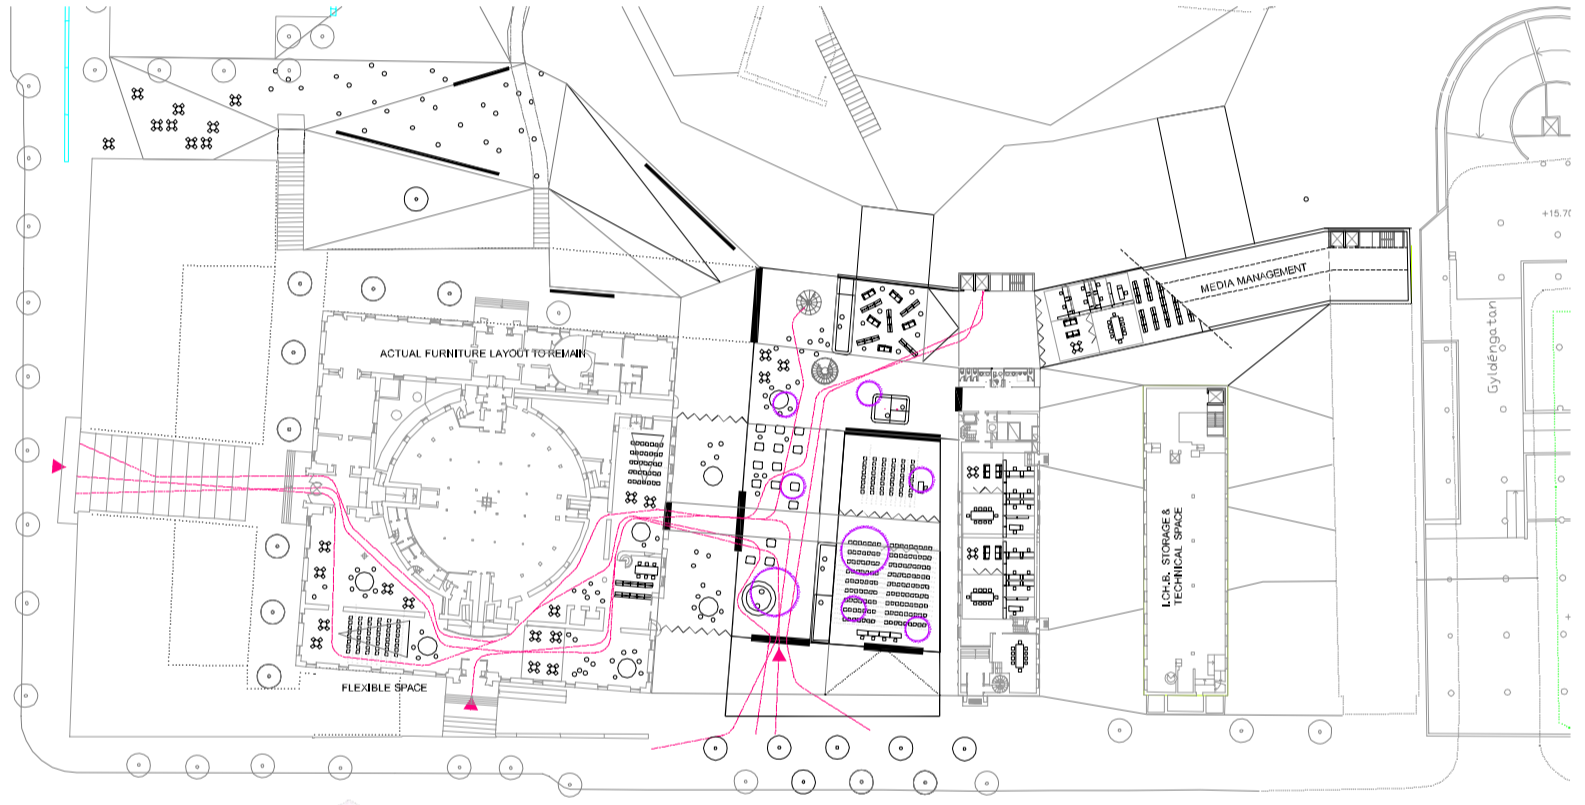 +15.70
MEDIA MANAGEMENT
Gyldéngatan
ACTUAL FURNITURE LAYOUT TO REMAIN
I.CH.B. STORAGE &
TECHNICAL SPACE
FLEXIBLE SPACE